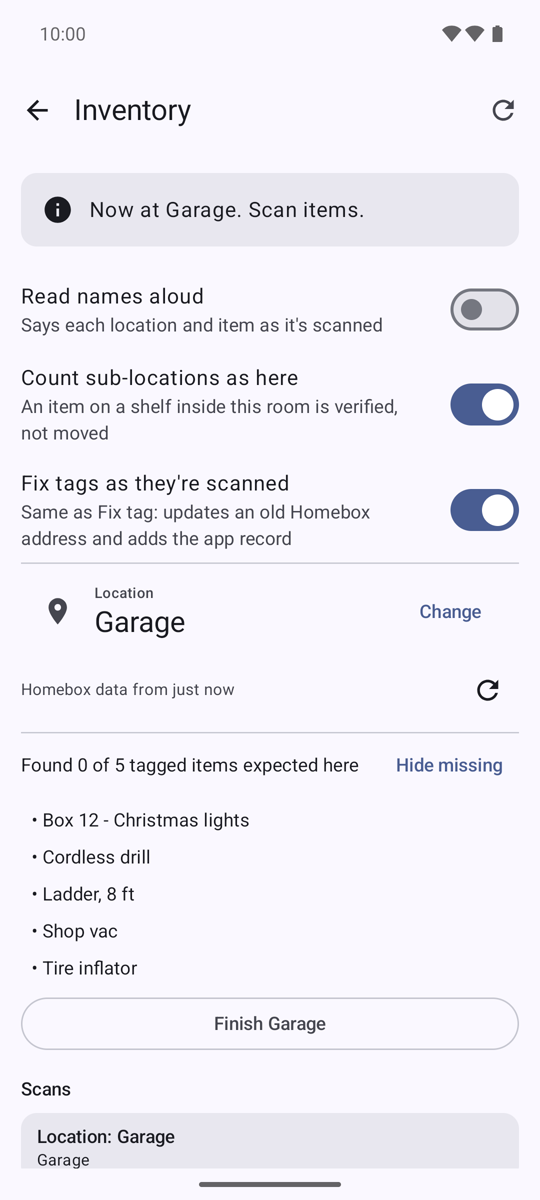 10:00
Inventory
Now at Garage. Scan items.
Read names aloud
Says each location and item as it's scanned
Count sub-locations as here
An item on a shelf inside this room is verified,
not moved
Fix tags as they're scanned
Same as Fix tag: updates an old Homebox
address and adds the app record
Location
Garage
Change
Homebox data from just now
Found 0 of 5 tagged items expected here
Hide missing
• Box 12 - Christmas lights
• Cordless drill
• Ladder, 8 ft
• Shop vac
• Tire inflator
Finish Garage
Scans
Location: Garage
Garage